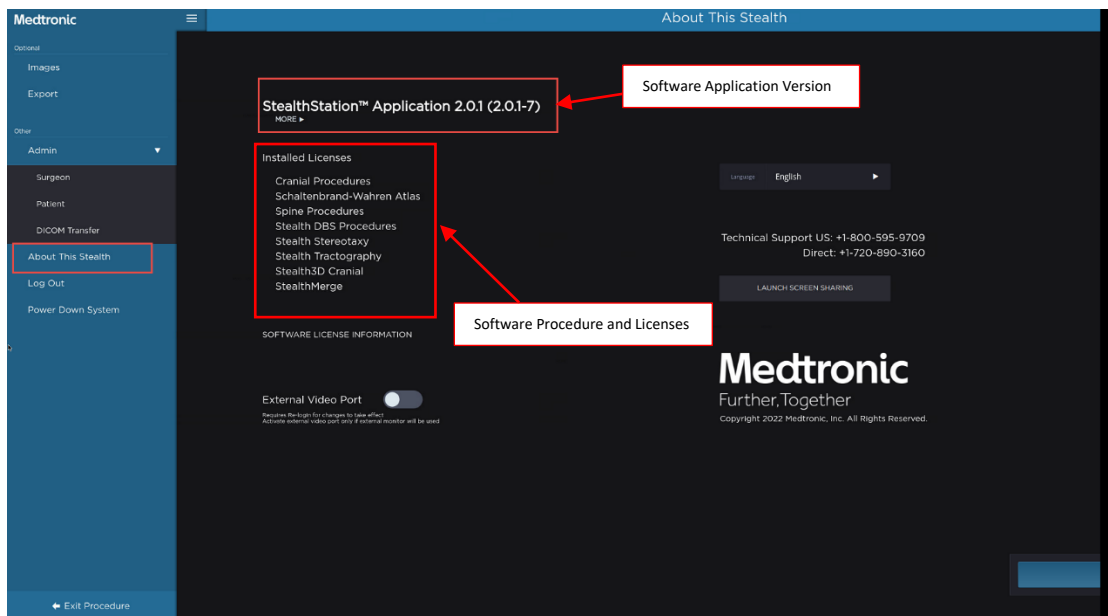 Medtronic
About This Stealth
Optional
Images
Export
Other
Admin
Surgeon
Patient
DICOM Transfer
About This Stealth
Log Out
Power Down System
Exit Procedure
StealthStation™ Application 2.0.1 (2.0.1-7)
MORE
Software Application Version
Installed Licenses
Cranial Procedures
Schaltenbrand-Wahren Atlas
Spine Procedures
Stealth DBS Procedures
Stealth Stereotaxy
Stealth Tractography
Stealth3D Cranial
StealthMerge
Software Procedure and Licenses
SOFTWARE LICENSE INFORMATION
External Video Port
Requires Re-login for changes to take effect
Activate external video port only if external monitor will be used
Language English
Technical Support US: +1-800-595-9709
Direct: +1-720-890-3160
LAUNCH SCREEN SHARING
Medtronic
Further,Together
Copyright 2022 Medtronic, Inc. All Rights Reserved.